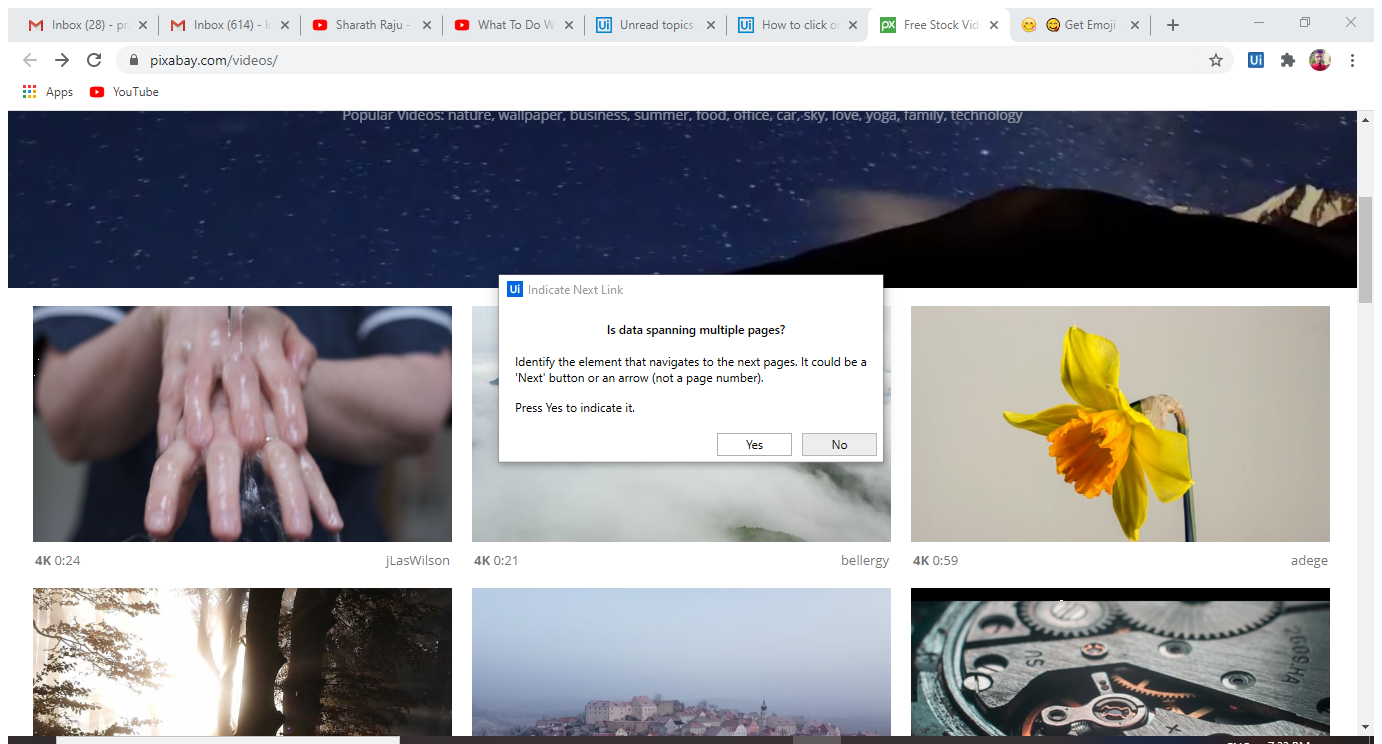 Inbox (28) - pr
Inbox (614) - lo
Sharath Raju -
What To Do W
Unread topics
How to click o
Free Stock Vid
Get Emoji
pixabay.com/videos/
Ui
Apps
YouTube
Popular Videos: nature, wallpaper, business, summer, food, office, car, sky, love, yoga, family, technology
Ui Indicate Next Link
Is data spanning multiple pages?
Identify the element that navigates to the next pages. It could be a
'Next' button or an arrow (not a page number).
Press Yes to indicate it.
Yes No
4K 0:24 jLasWilson
4K 0:21 bellergy
4K 0:59 adege